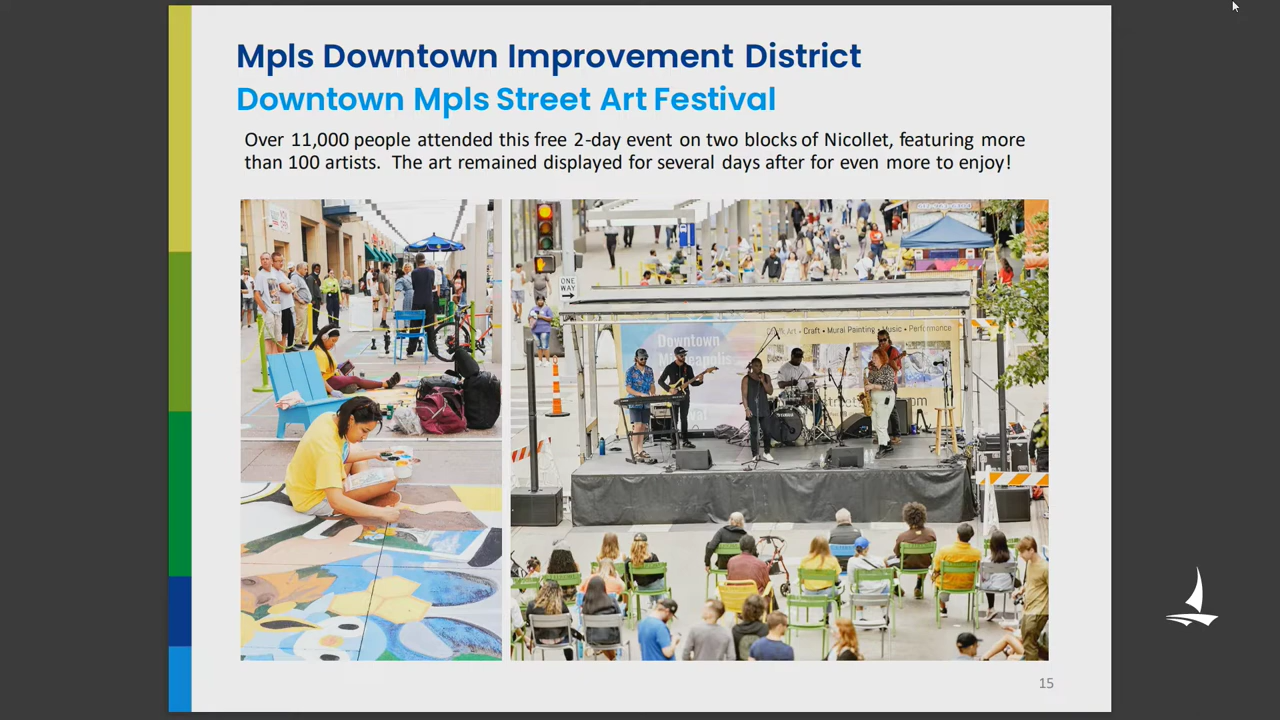 Mpls Downtown Improvement District
Downtown Mpls Street Art Festival
Over 11,000 people attended this free 2-day event on two blocks of Nicollet, featuring more
than 100 artists.  The art remained displayed for several days after for even more to enjoy!
ONE
WAY
Chalk Art • Craft • Mural Painting • Music • Performance
Downtown
Minneapolis
15